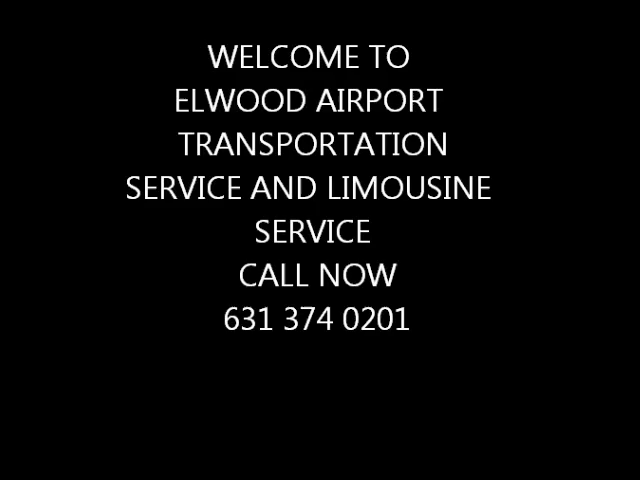 WELCOME TO
ELWOOD AIRPORT
TRANSPORTATION
SERVICE AND LIMOUSINE
SERVICE
CALL NOW
631 374 0201